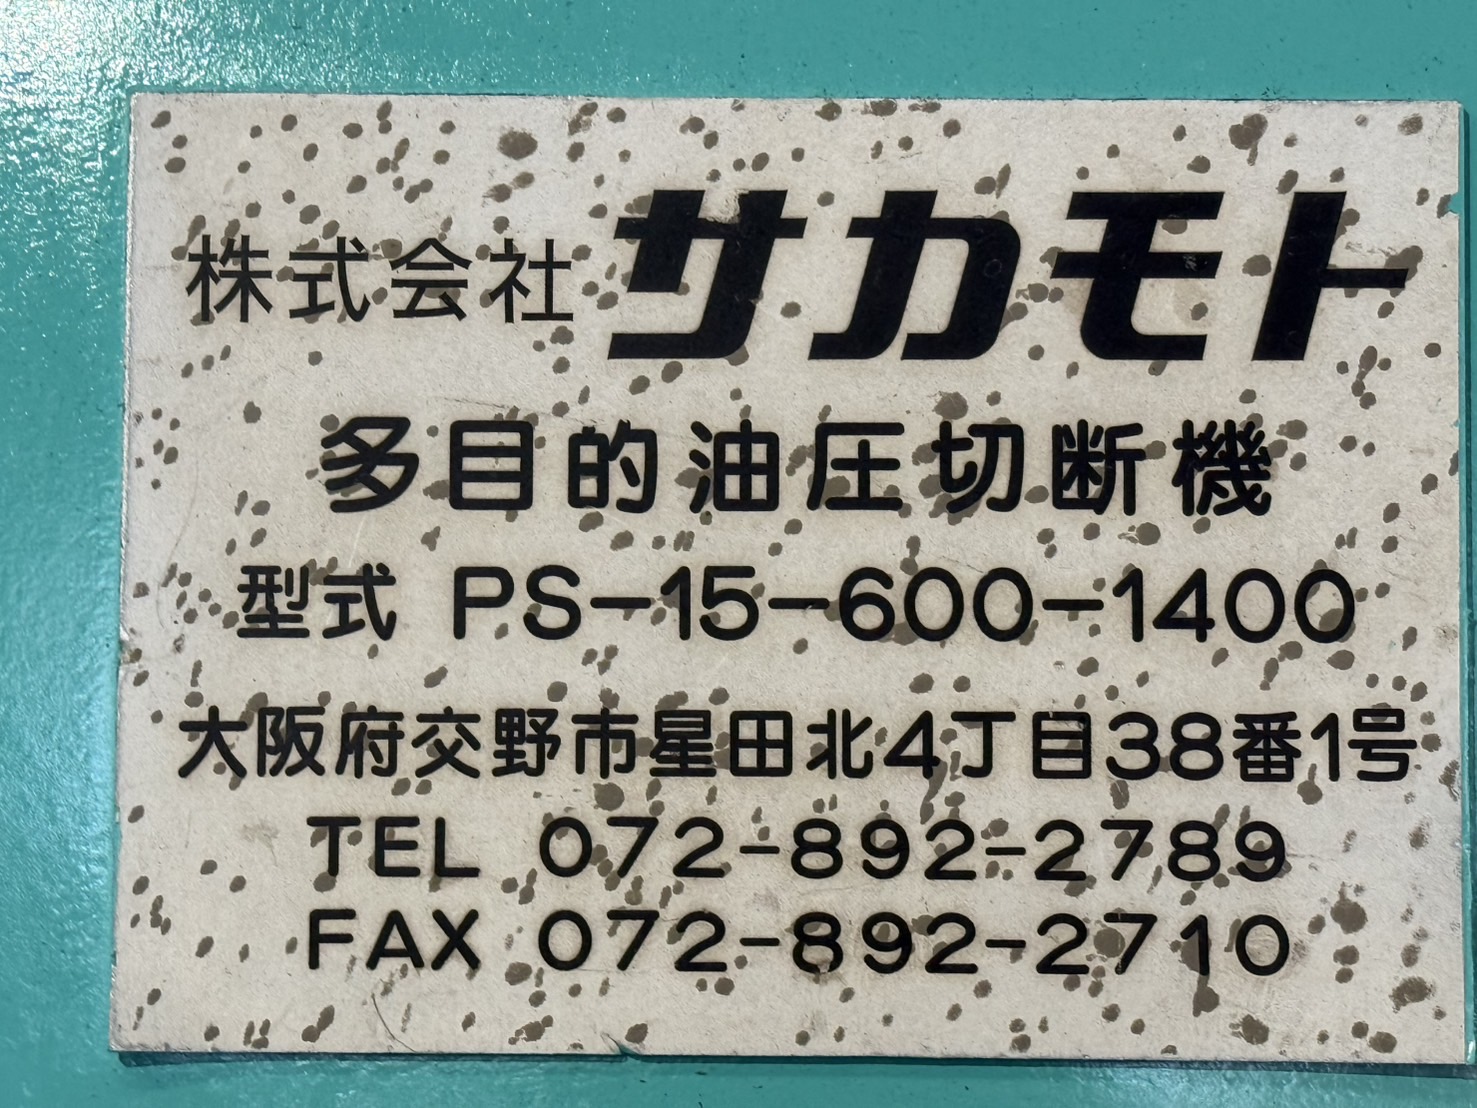 株式会社 サカモト
多目的油圧切断機
型式 PS-15-600-1400
大阪府交野市星田北4丁目38番1号
TEL 072-892-2789
FAX 072-892-2710